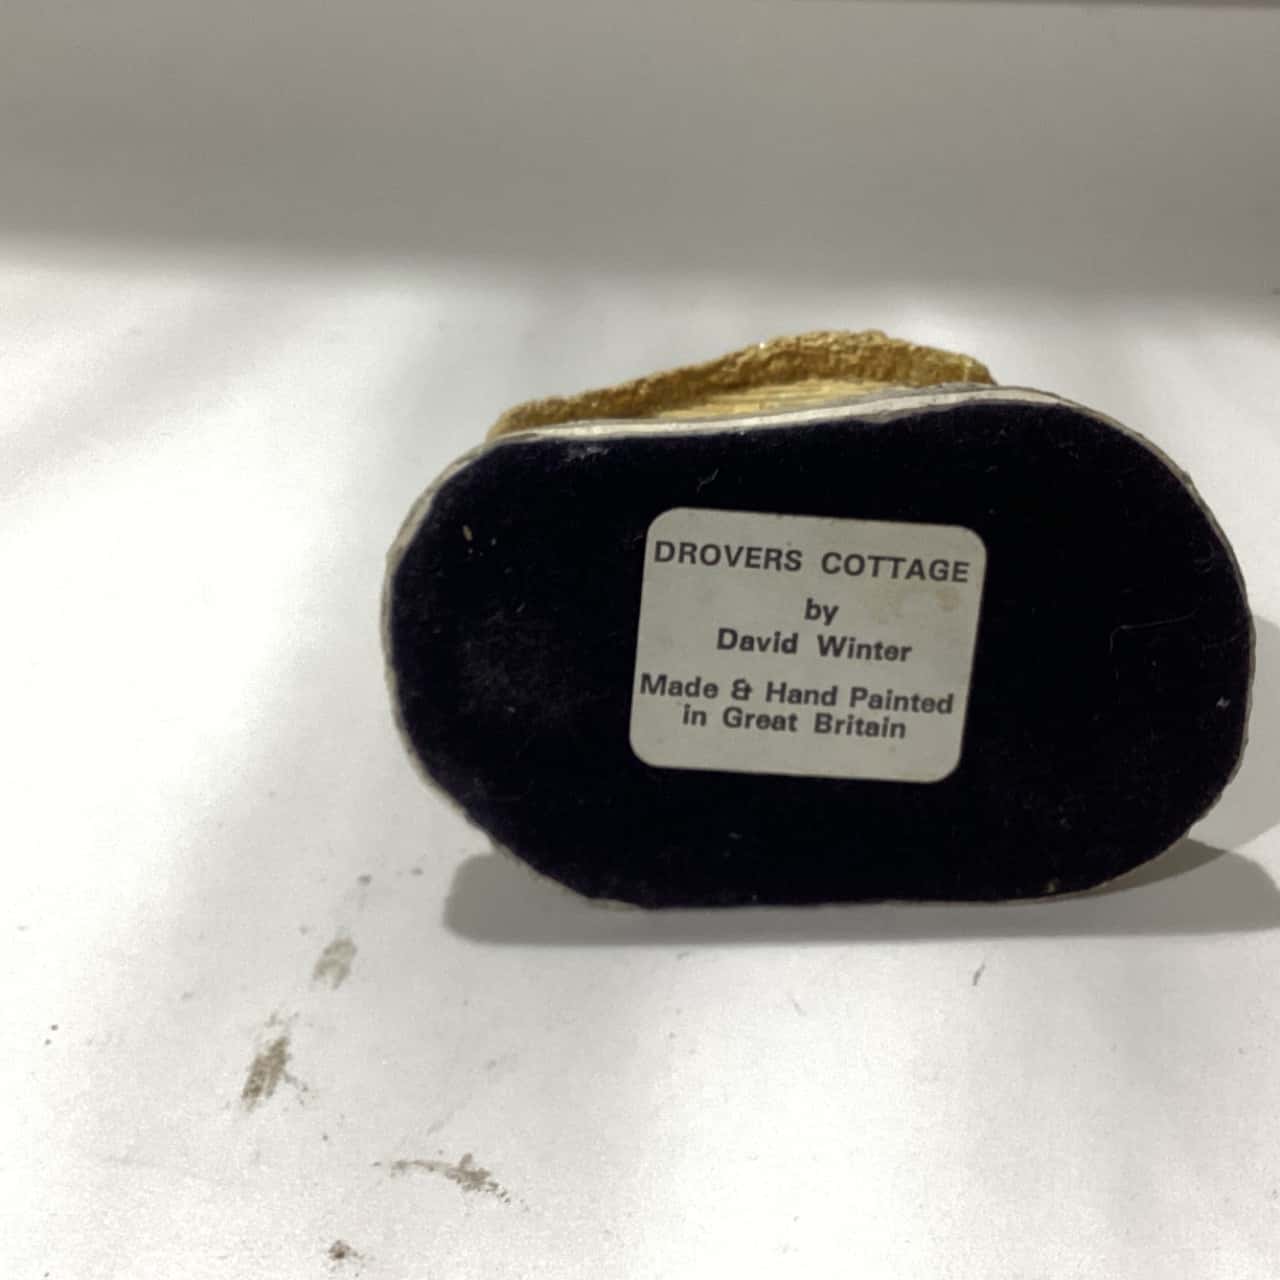 DROVERS COTTAGE
by
David Winter
Made & Hand Painted
in Great Britain